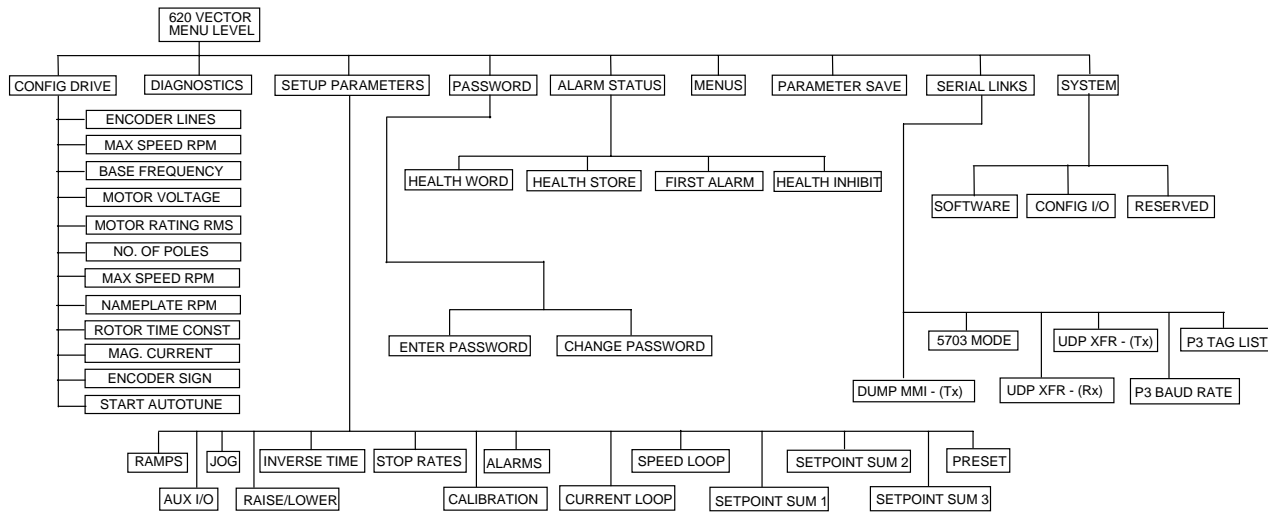 620 VECTOR
MENU LEVEL
CONFIG DRIVE
DIAGNOSTICS
SETUP PARAMETERS
PASSWORD
ALARM STATUS
MENUS
PARAMETER SAVE
SERIAL LINKS
SYSTEM
ENCODER LINES
MAX SPEED RPM
BASE FREQUENCY
MOTOR VOLTAGE
MOTOR RATING RMS
NO. OF POLES
MAX SPEED RPM
NAMEPLATE RPM
ROTOR TIME CONST
MAG. CURRENT
ENCODER SIGN
START AUTOTUNE
HEALTH WORD
HEALTH STORE
FIRST ALARM
HEALTH INHIBIT
SOFTWARE
CONFIG I/O
RESERVED
ENTER PASSWORD
CHANGE PASSWORD
5703 MODE
UDP XFR - (Tx)
P3 TAG LIST
DUMP MMI - (Tx)
UDP XFR - (Rx)
P3 BAUD RATE
RAMPS
JOG
INVERSE TIME
STOP RATES
ALARMS
SPEED LOOP
SETPOINT SUM 2
PRESET
AUX I/O
RAISE/LOWER
CALIBRATION
CURRENT LOOP
SETPOINT SUM 1
SETPOINT SUM 3